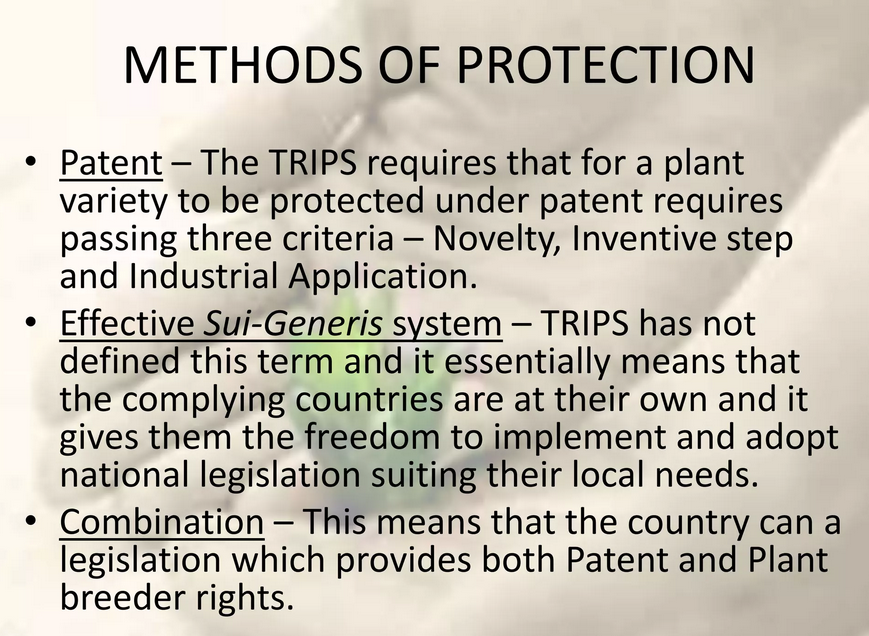 METHODS OF PROTECTION
• Patent – The TRIPS requires that for a plant
variety to be protected under patent requires
passing three criteria – Novelty, Inventive step
and Industrial Application.
• Effective Sui-Generis system – TRIPS has not
defined this term and it essentially means that
the complying countries are at their own and it
gives them the freedom to implement and adopt
national legislation suiting their local needs.
• Combination – This means that the country can a
legislation which provides both Patent and Plant
breeder rights.